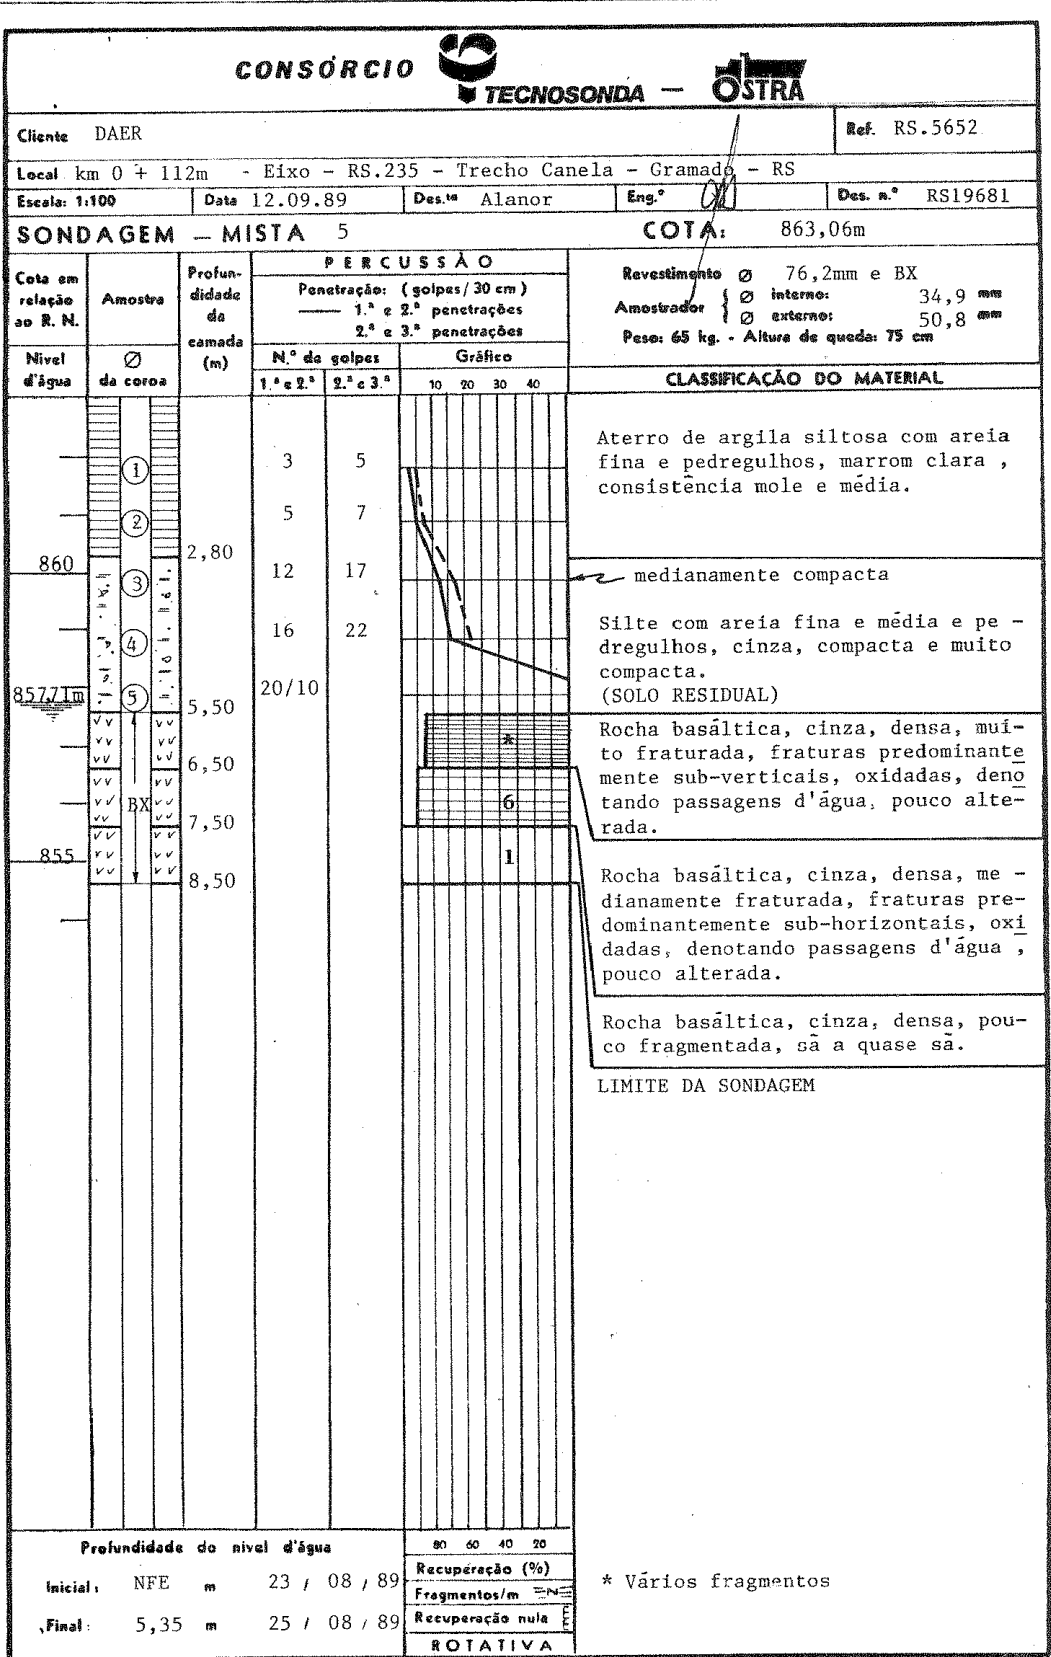 CONSÓRCIO TECNOSONDA — OSTRA
Cliente DAER
Ref. RS.5652
Local km 0 + 112m - Eixo - RS.235 - Trecho Canela - Gramado - RS
Escala: 1:100
Data 12.09.89
Des.ta Alanor
Eng.º
Des. n.º RS19681
SONDAGEM — MISTA 5
COTA: 863,06m
Cota em relação ao R. N.
Nível d'água
Amostra
Ø da coroa
Profundidade da camada (m)
PERCUSSÃO
Penetração: (golpes/30 cm)
1.ª e 2.ª penetrações
2.ª e 3.ª penetrações
N.º de golpes
Gráfico
1.ª e 2.ª
2.ª e 3.ª
10 20 30 40
Revestimento Ø 76,2mm e BX
Amostrador { Ø interno: 34,9 mm
Ø externo: 50,8 mm
Peso: 65 kg. - Altura de queda: 75 cm
CLASSIFICAÇÃO DO MATERIAL
1
3 5
2
5 7
2,80
860
3
12 17
4
16 22
857,71m
5
20/10
5,50
*
6,50
BX
6
7,50
855
1
8,50
Aterro de argila siltosa com areia
fina e pedregulhos, marrom clara ,
consistência mole e média.
medianamente compacta
Silte com areia fina e média e pe -
dregulhos, cinza, compacta e muito
compacta.
(SOLO RESIDUAL)
Rocha basáltica, cinza, densa, mui-
to fraturada, fraturas predominante
mente sub-verticais, oxidadas, deno
tando passagens d'água, pouco alte-
rada.
Rocha basáltica, cinza, densa, me -
dianamente fraturada, fraturas pre-
dominantemente sub-horizontais, oxi
dadas, denotando passagens d'água ,
pouco alterada.
Rocha basáltica, cinza, densa, pou-
co fragmentada, sã a quase sã.
LIMITE DA SONDAGEM
Profundidade do nível d'água
Inicial: NFE m 23 / 08 / 89
Final: 5,35 m 25 / 08 / 89
80 60 40 20
Recuperação (%)
Fragmentos/m
Recuperação nula
ROTATIVA
* Vários fragmentos